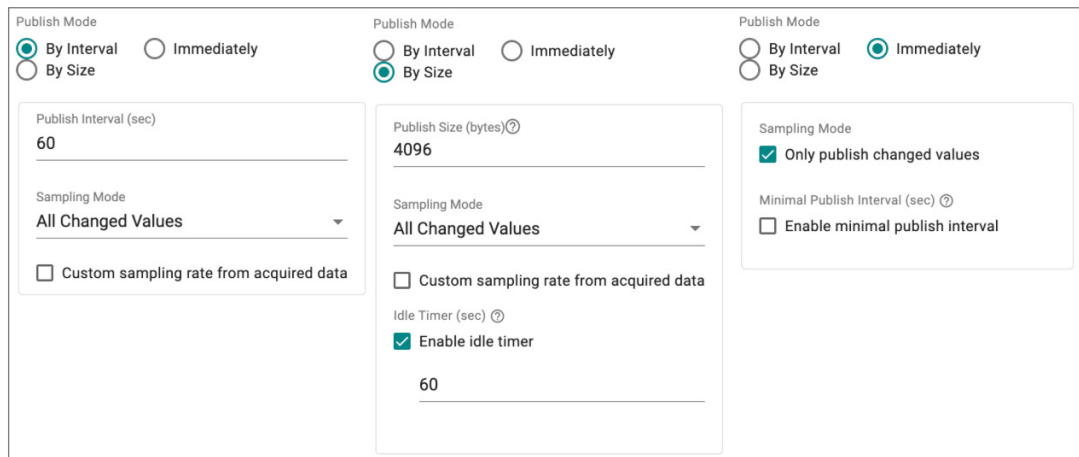 Publish Mode
By Interval
Immediately
By Size
Publish Interval (sec)
60
Sampling Mode
All Changed Values
Custom sampling rate from acquired data
Publish Mode
By Interval
Immediately
By Size
Publish Size (bytes)?
4096
Sampling Mode
All Changed Values
Custom sampling rate from acquired data
Idle Timer (sec) ?
Enable idle timer
60
Publish Mode
By Interval
Immediately
By Size
Sampling Mode
Only publish changed values
Minimal Publish Interval (sec) ?
Enable minimal publish interval